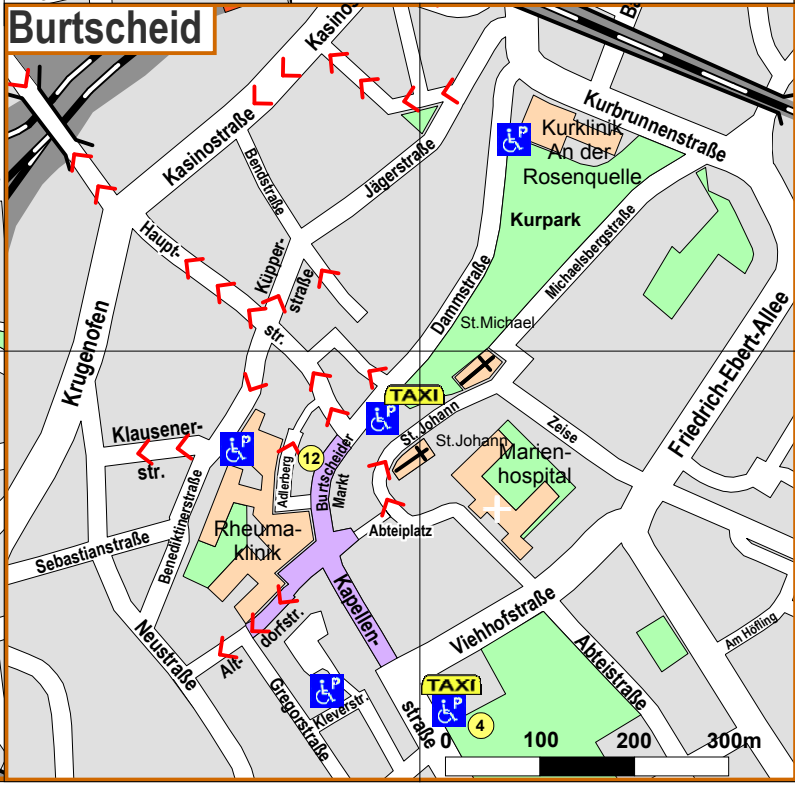 Burtscheid
Kasino
Ba
Kasinostraße
Kurbrunnenstraße
P
Kurklinik
An der
Rosenquelle
Bendstraße
Jägerstraße
Kurpark
Michaelsbergstraße
Haupt-
str.
Küpper-
straße
Dammstraße
St.Michael
Krugenofen
Friedrich-Ebert-Allee
TAXI
P
St. Johann
St.Johann
Zeise
Klausener-
str.
P
12
Adlerberg
Burtscheider
Markt
Marien-
hospital
Benediktinerstraße
Rheuma-
klinik
Abteiplatz
Sebastianstraße
Kapellen-
straße
Viehhofstraße
Neustraße
Alt-
dorfstr.
Abteistraße
Am Höfling
Gregorstraße
P
Kleverstr.
TAXI
P
4
0 100 200 300m